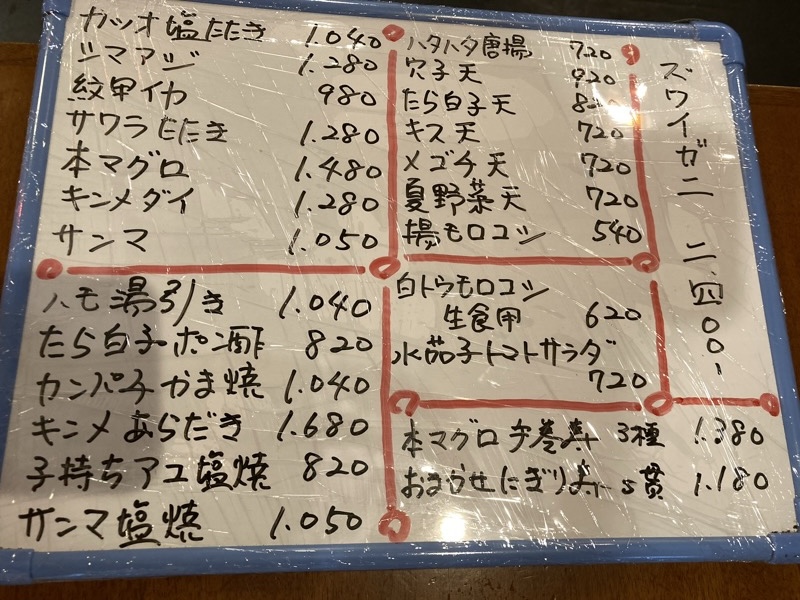 カツオ塩たたき 1.040
シマアジ 1.280
紋甲イカ 980
サワラたたき 1.280
本マグロ 1.480
キンメダイ 1.280
サンマ 1.050
ハモ湯引き 1.040
たら白子ポン酢 820
カンパチかま焼 1.040
キンメあらだき 1.680
子持ちアユ塩焼 820
サンマ塩焼 1.050
ハタハタ唐揚 720
穴子天 920
たら白子天
キス天 720
メゴチ天 720
夏野菜天 720
揚モロコシ 540
白トウモロコシ
生食用 620
水茄子トマトサラダ
720
ズワイガニ 二、四〇〇-
本マグロ手巻寿し 3種 1.380
おまかせにぎり寿し 5貫 1.180